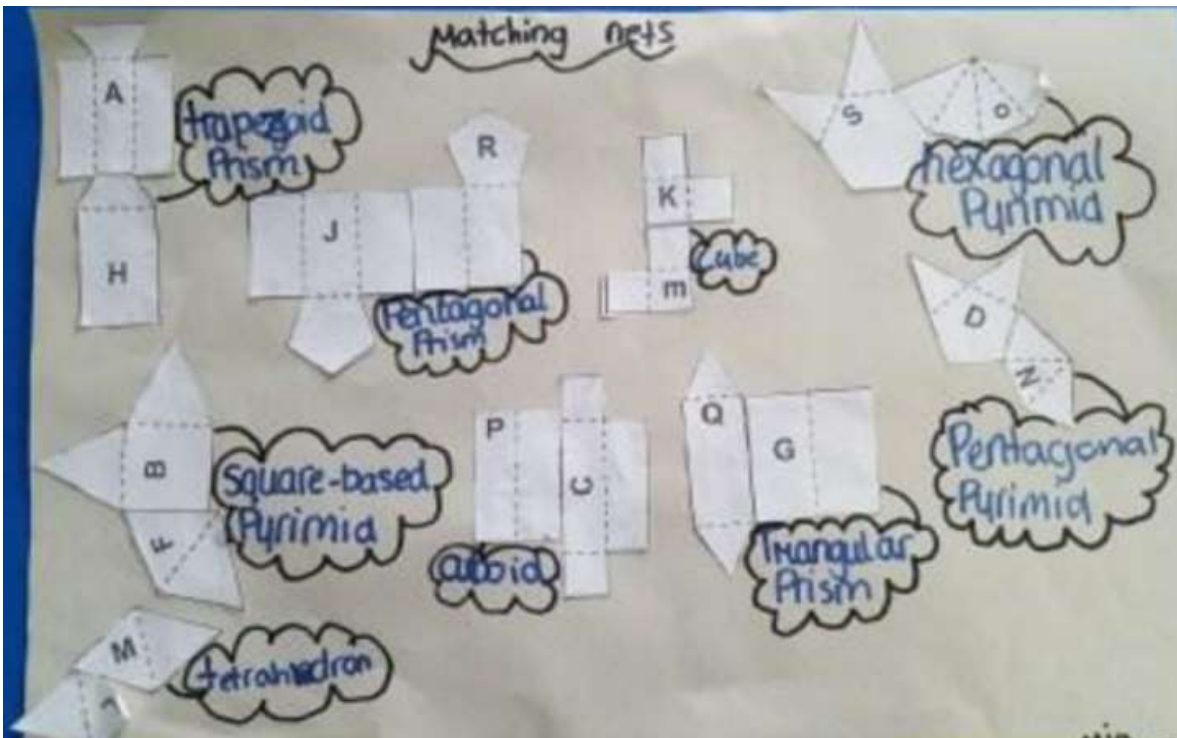 Matching nets
A
trapezoid
Prism
H
J
R
Pentagonal
Prism
K
m
Cube
S
O
hexagonal
Pyrimid
D
N
Pentagonal
Pyrimid
B
F
Square-based
Pyrimid
P
C
cuboid
Q
G
Triangular
Prism
M
tetrahedron